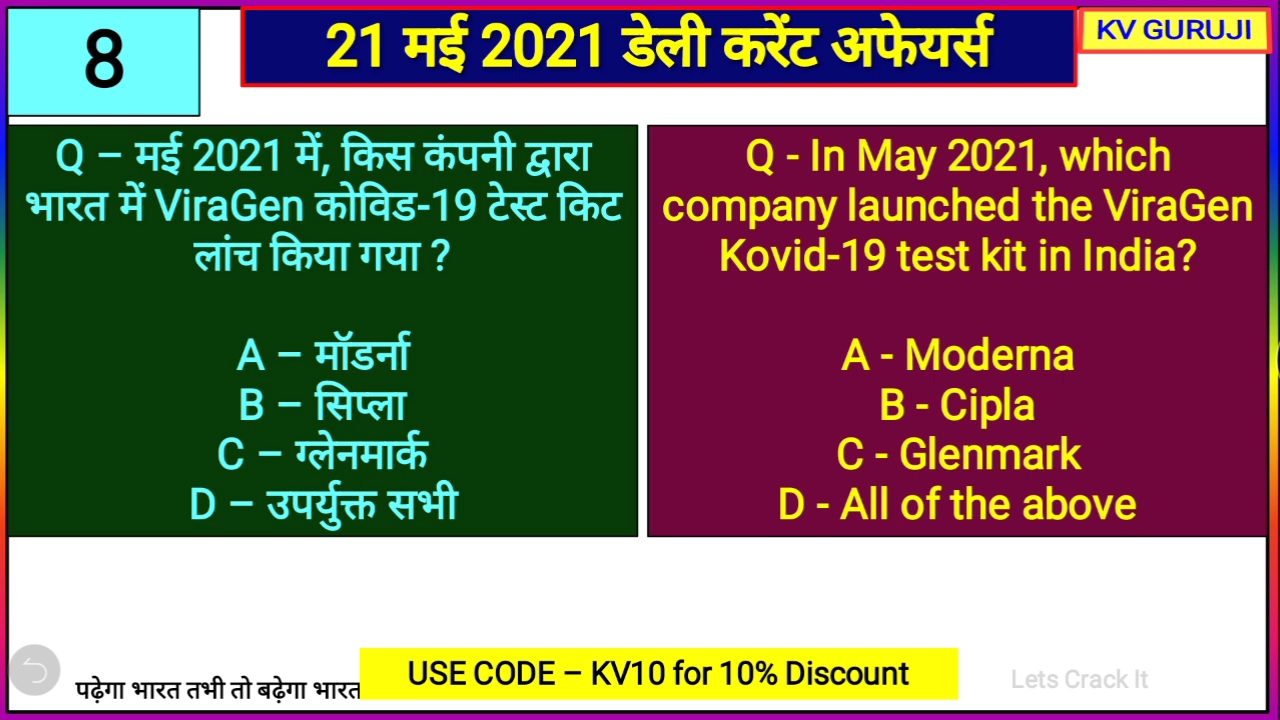 8
21 मई 2021 डेली करेंट अफेयर्स
KV GURUJI
Q – मई 2021 में, किस कंपनी द्वारा
भारत में ViraGen कोविड-19 टेस्ट किट
लांच किया गया ?
A – मॉडर्ना
B – सिप्ला
C – ग्लेनमार्क
D – उपर्युक्त सभी
Q - In May 2021, which
company launched the ViraGen
Kovid-19 test kit in India?
A - Moderna
B - Cipla
C - Glenmark
D - All of the above
पढ़ेगा भारत तभी तो बढ़ेगा भारत
USE CODE – KV10 for 10% Discount
Lets Crack It